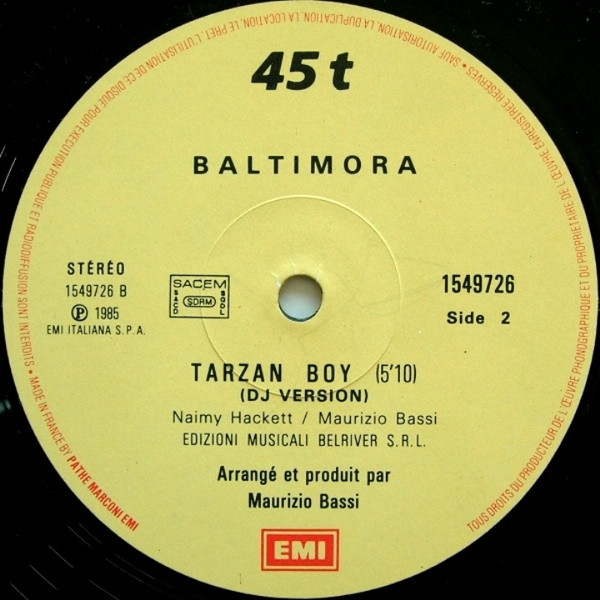 45 t
BALTIMORA
STÉRÉO
1549726 B
Ⓟ 1985
EMI ITALIANA S.P.A.
SACEM
SACD
SDRM
SGDL
1549726
Side 2
TARZAN BOY (5'10)
(DJ VERSION)
Naimy Hackett / Maurizio Bassi
EDIZIONI MUSICALI BELRIVER S.R.L.
Arrangé et produit par
Maurizio Bassi
EMI
TOUS DROITS DU PRODUCTEUR DE L'ŒUVRE PHONOGRAPHIQUE ET DU PROPRIETAIRE DE L'ŒUVRE ENREGISTREE RESERVES • SAUF AUTORISATION, LA DUPLICATION, LA LOCATION, LE PRET, L'UTILISATION DE CE DISQUE POUR EXECUTION PUBLIQUE ET RADIODIFFUSION SONT INTERDITS • MADE IN FRANCE BY PATHE MARCONI EMI